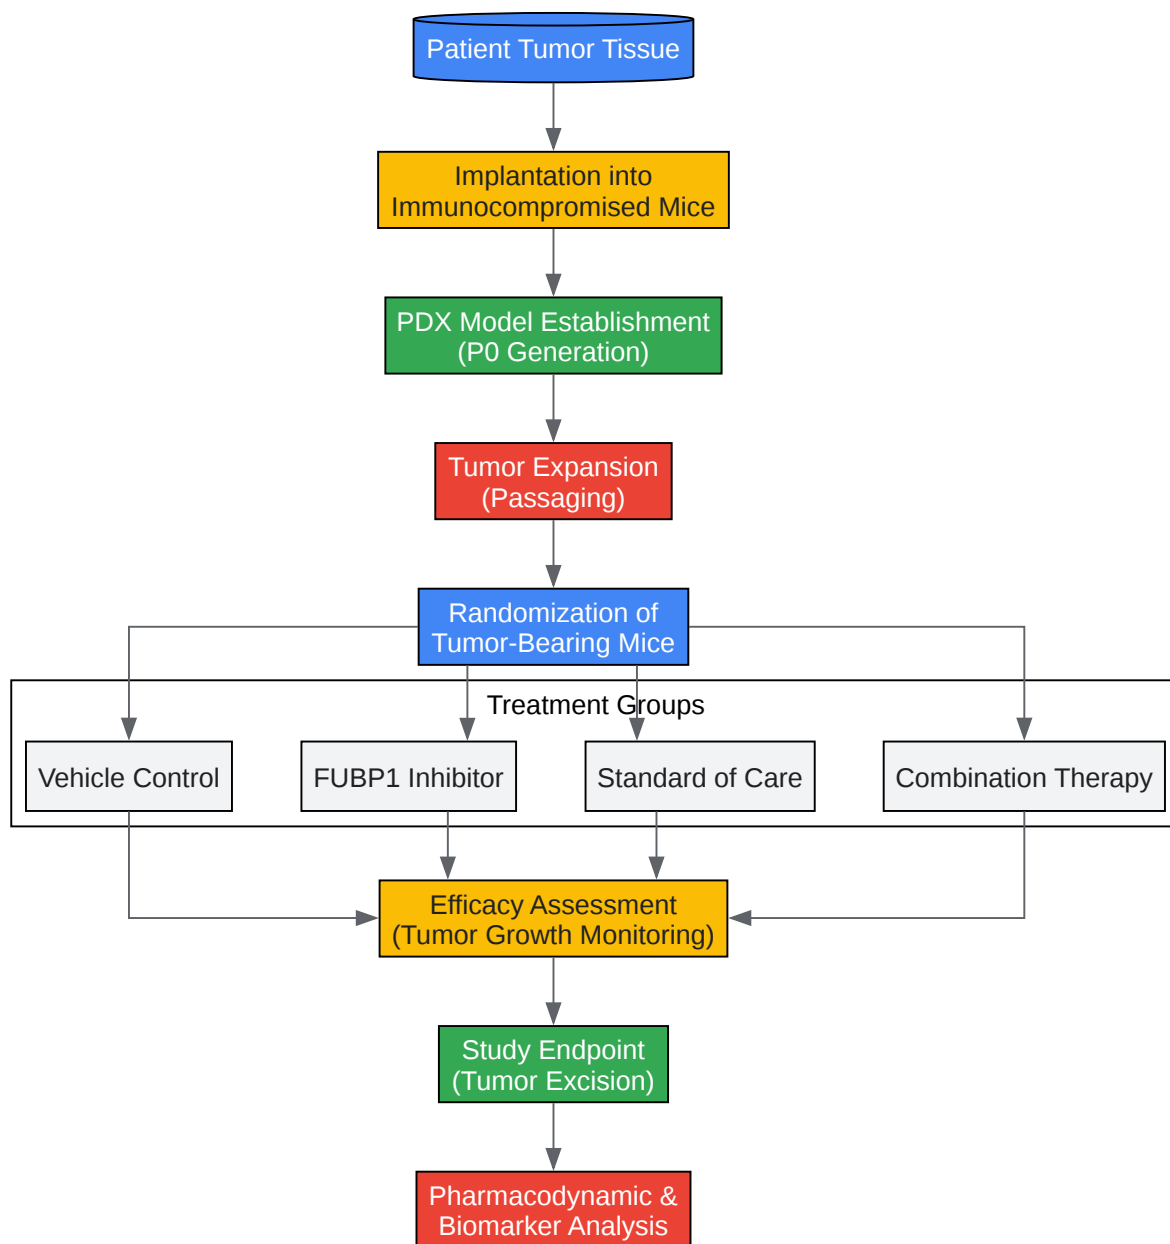 Patient Tumor Tissue
Implantation into
Immunocompromised Mice
PDX Model Establishment
(P0 Generation)
Tumor Expansion
(Passaging)
Randomization of
Tumor-Bearing Mice
Treatment Groups
Vehicle Control
FUBP1 Inhibitor
Standard of Care
Combination Therapy
Efficacy Assessment
(Tumor Growth Monitoring)
Study Endpoint
(Tumor Excision)
Pharmacodynamic &
Biomarker Analysis